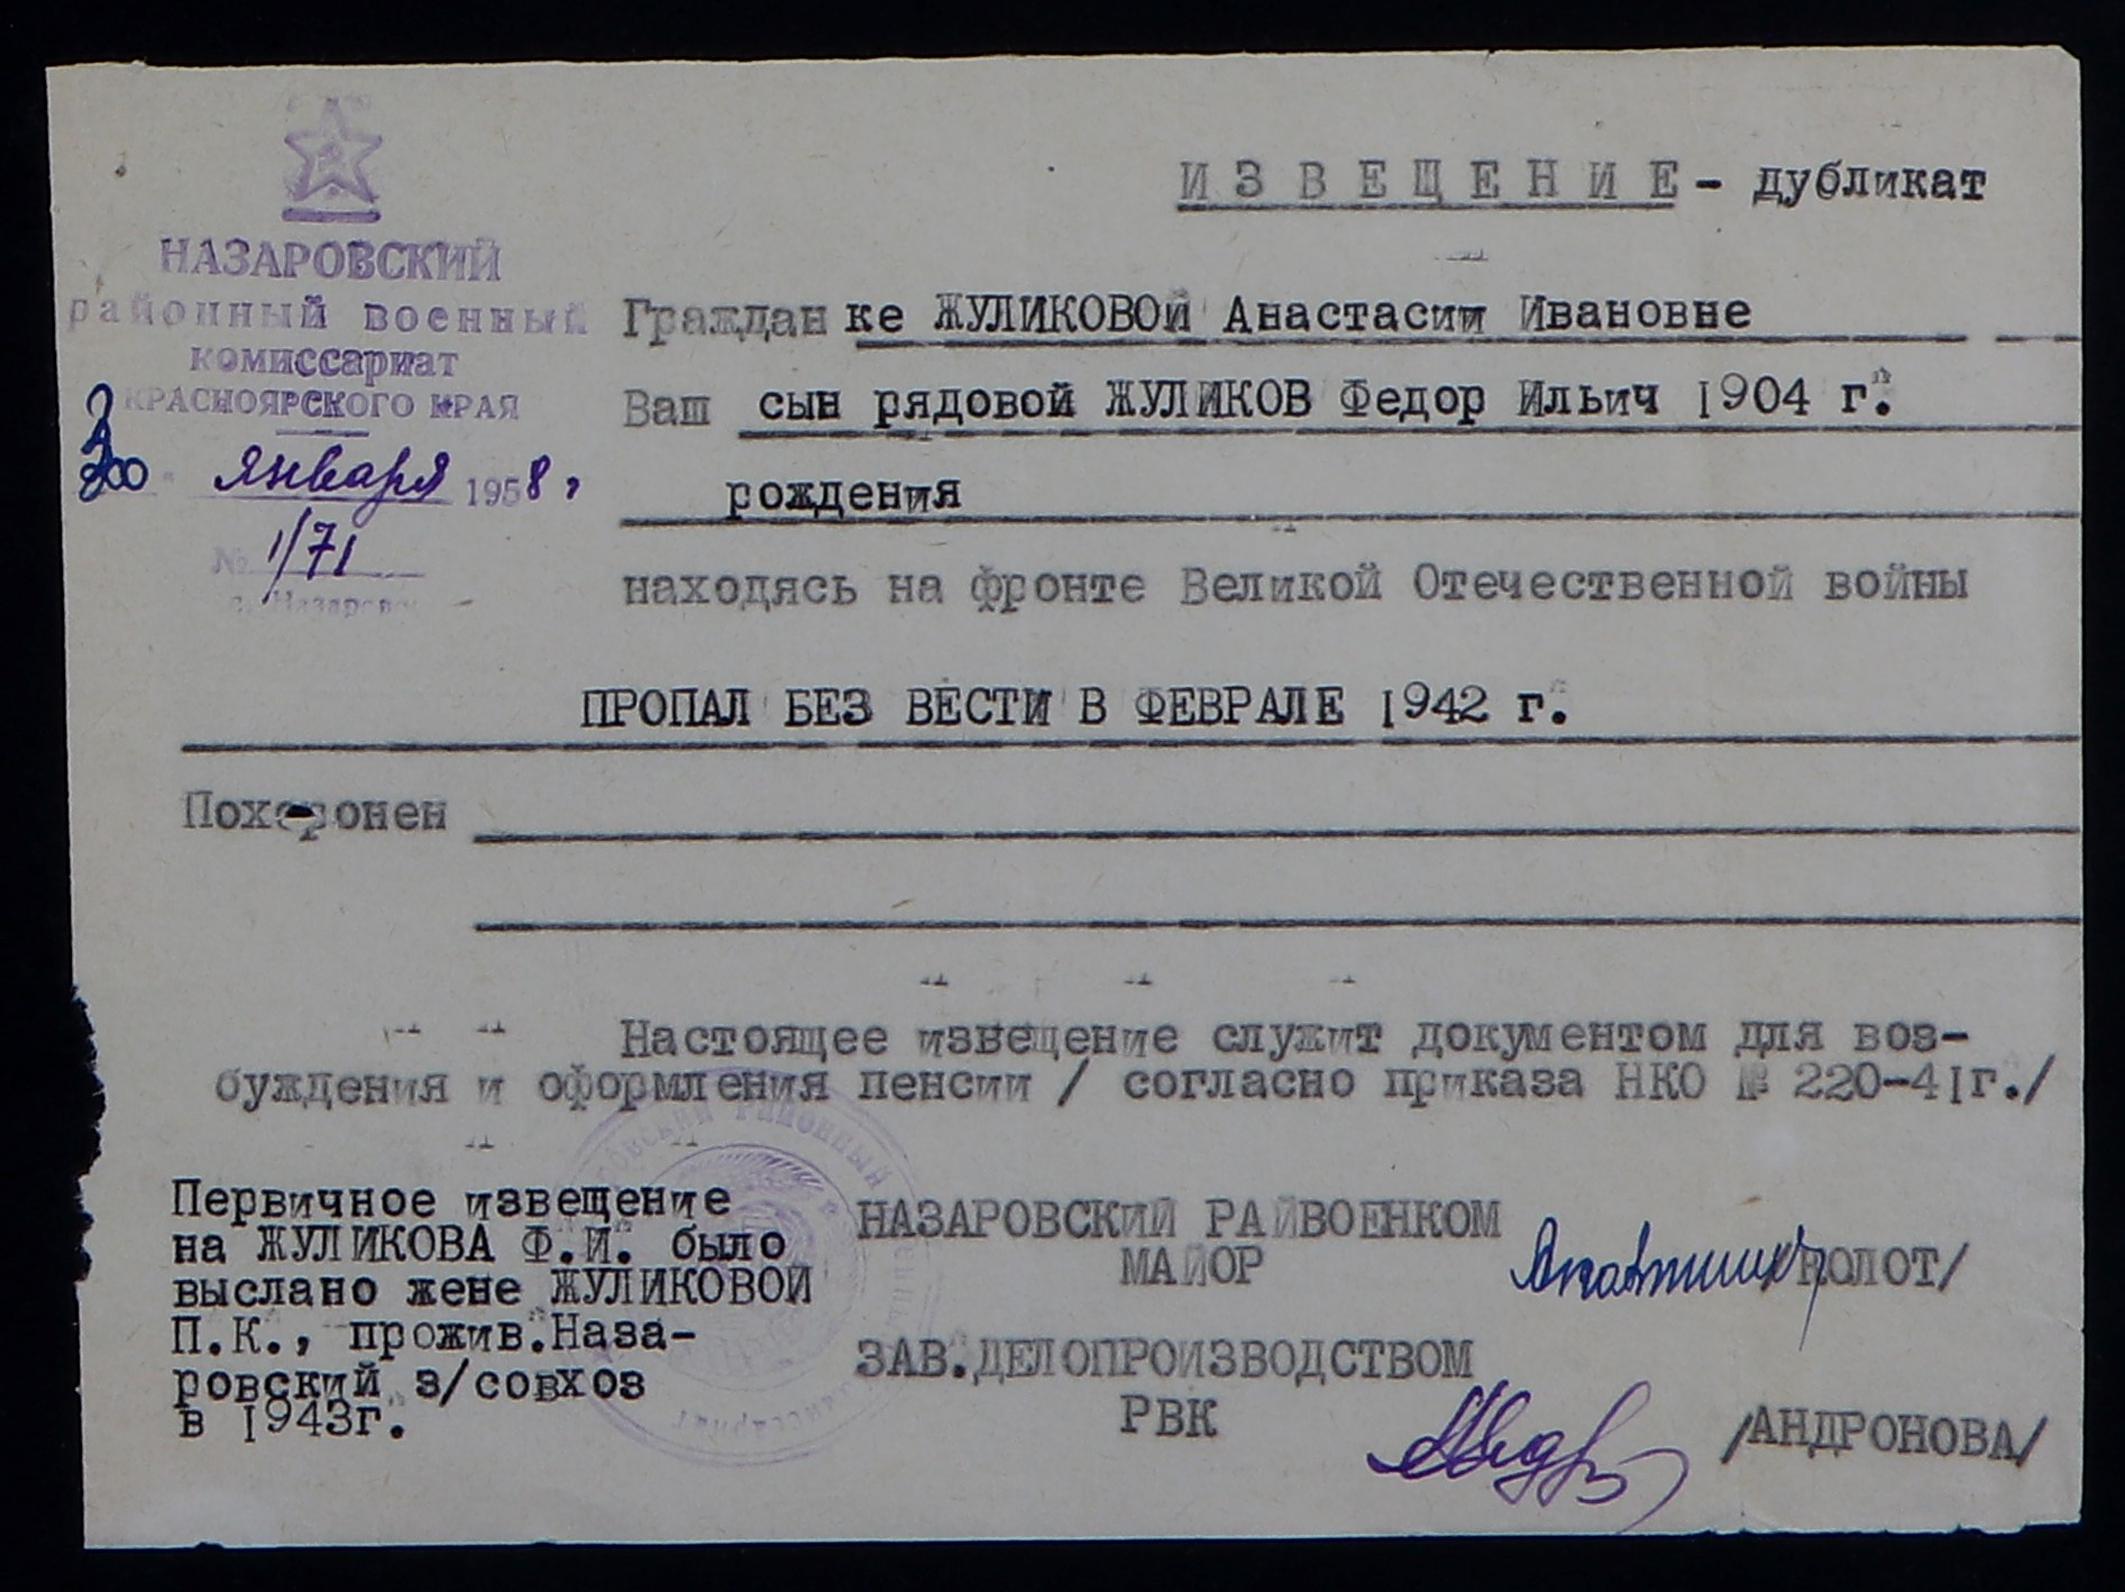 НАЗАРОВСКИЙ
районный военный
комиссариат
КРАСНОЯРСКОГО КРАЯ
января 1958,
№ 1/71
с. Назарово
ИЗВЕЩЕНИЕ - дубликат
Гражданке ЖУЛИКОВОЙ Анастасии Ивановне
Ваш сын рядовой ЖУЛИКОВ Федор Ильич 1904 г.
рождения
находясь на фронте Великой Отечественной войны
ПРОПАЛ БЕЗ ВЕСТИ В ФЕВРАЛЕ 1942 г.
Похоронен
Настоящее извещение служит документом для воз-
буждения и оформления пенсии / согласно приказа НКО № 220-41г./
Первичное извещение
на ЖУЛИКОВА Ф.И. было
выслано жене ЖУЛИКОВОЙ
П.К., прожив.Наза-
ровский з/совхоз
в 1943г.
НАЗАРОВСКИЙ РАЙВОЕНКОМ
МАЙОР
ЗАВ.ДЕЛОПРОИЗВОДСТВОМ
РВК /АНДРОНОВА/